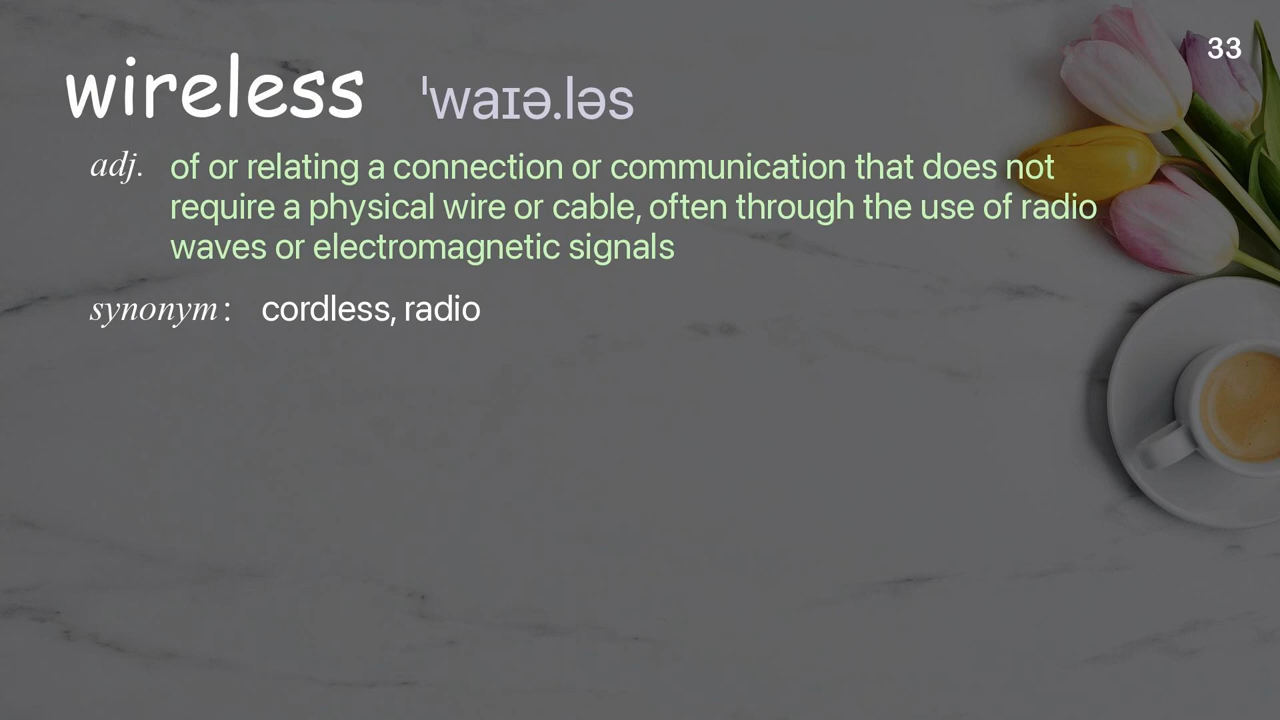 33
wireless ˈwaɪə.ləs
adj. of or relating a connection or communication that does not
require a physical wire or cable, often through the use of radio
waves or electromagnetic signals
synonym: cordless, radio